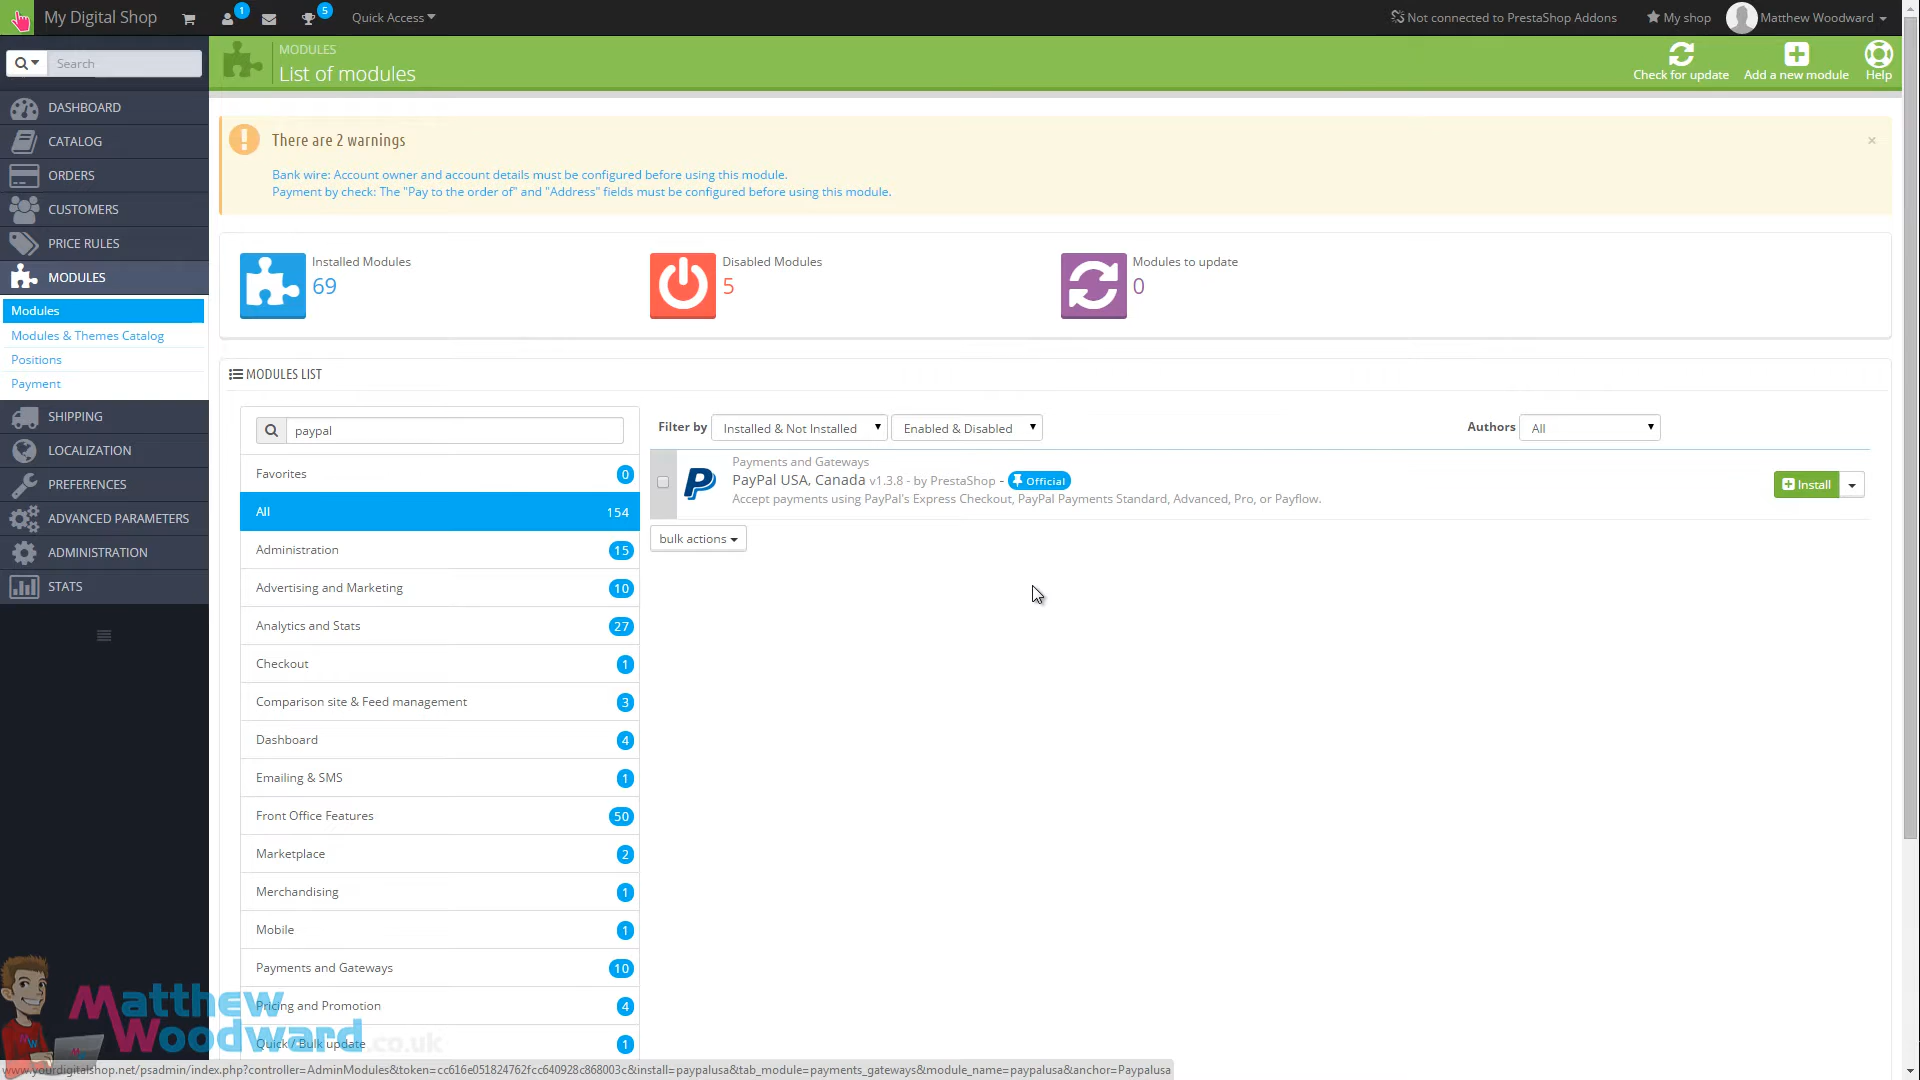 My Digital Shop
1
5
Quick Access
Not connected to PrestaShop Addons
My shop
Matthew Woodward
Search
MODULES
List of modules
Check for update
Add a new module
Help
DASHBOARD
CATALOG
ORDERS
CUSTOMERS
PRICE RULES
MODULES
Modules
Modules & Themes Catalog
Positions
Payment
SHIPPING
LOCALIZATION
PREFERENCES
ADVANCED PARAMETERS
ADMINISTRATION
STATS
There are 2 warnings
×
Bank wire: Account owner and account details must be configured before using this module.
Payment by check: The "Pay to the order of" and "Address" fields must be configured before using this module.
Installed Modules
69
Disabled Modules
5
Modules to update
0
MODULES LIST
paypal
Favorites 0
All 154
Administration 15
Advertising and Marketing 10
Analytics and Stats 27
Checkout 1
Comparison site & Feed management 3
Dashboard 4
Emailing & SMS 1
Front Office Features 50
Marketplace 2
Merchandising 1
Mobile 1
Payments and Gateways 10
Pricing and Promotion 4
Quick / Bulk update 1
Filter by Installed & Not Installed Enabled & Disabled
Authors All
Payments and Gateways
PayPal USA, Canada v1.3.8 - by PrestaShop - Official
Accept payments using PayPal's Express Checkout, PayPal Payments Standard, Advanced, Pro, or Payflow.
Install
bulk actions
Matthew
Woodward.co.uk
www.yourdigitalshop.net/psadmin/index.php?controller=AdminModules&token=cc616e051824762fcc640928c868003c&install=paypalusa&tab_module=payments_gateways&module_name=paypalusa&anchor=Paypalusa